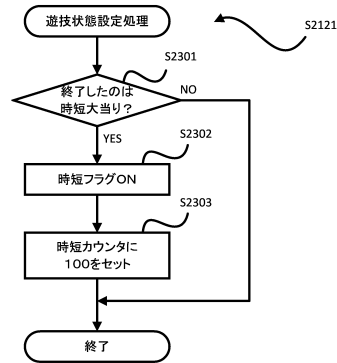 遊技状態設定処理
S2121
S2301
終了したのは
時短大当り？
NO
YES
S2302
時短フラグON
S2303
時短カウンタに
100をセット
終了